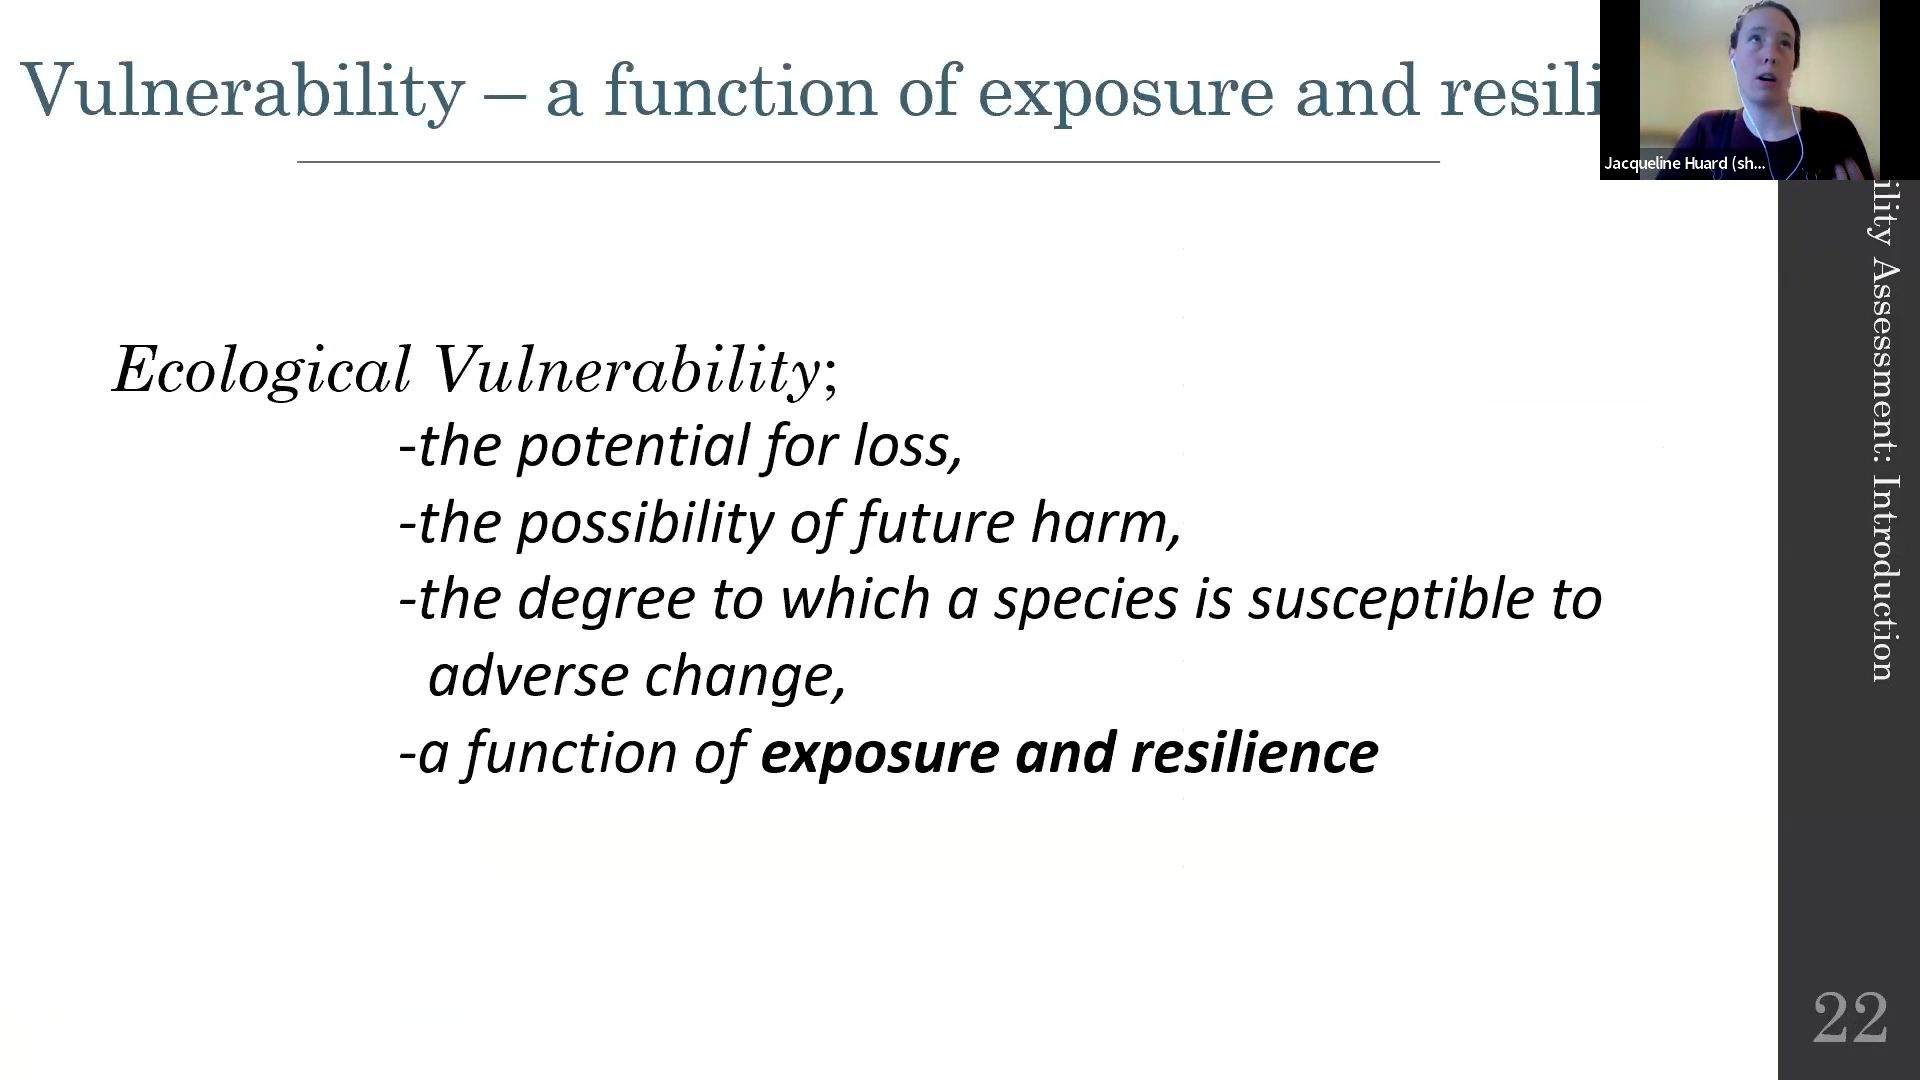 Vulnerability – a function of exposure and resili
Jacqueline Huard (sh...
Ecological Vulnerability;
-the potential for loss,
-the possibility of future harm,
-the degree to which a species is susceptible to
adverse change,
-a function of exposure and resilience
ility Assessment: Introduction
22